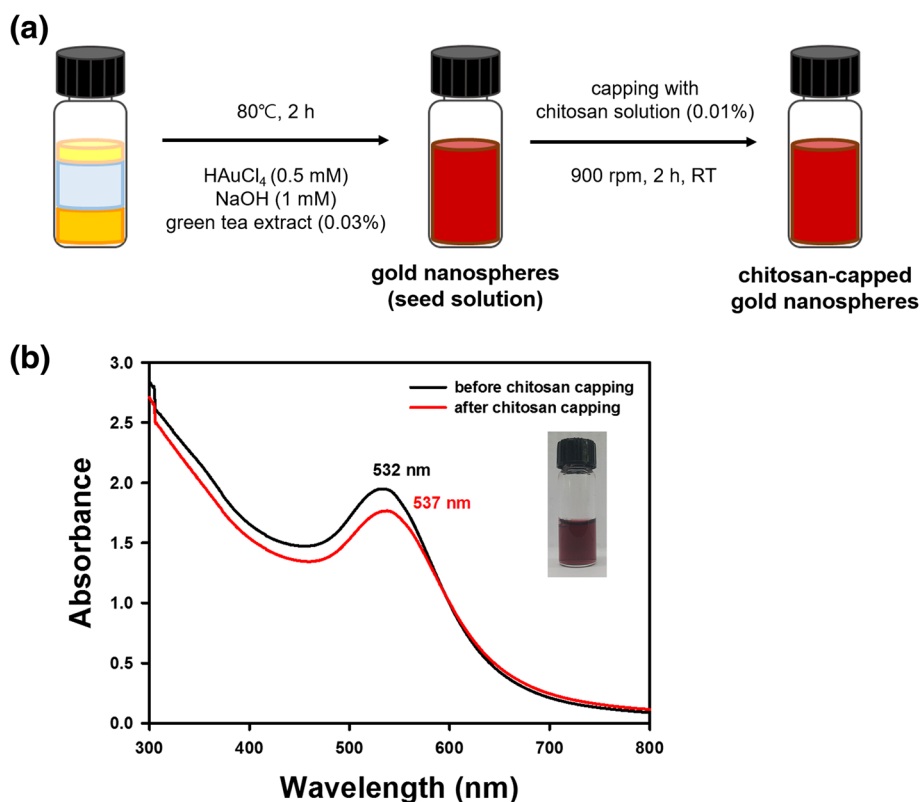 (a)
80℃, 2 h
HAuCl₄ (0.5 mM)
NaOH (1 mM)
green tea extract (0.03%)
capping with
chitosan solution (0.01%)
900 rpm, 2 h, RT
gold nanospheres
(seed solution)
chitosan-capped
gold nanospheres
(b)
3.0
2.5
2.0
1.5
1.0
0.5
0.0
Absorbance
before chitosan capping
after chitosan capping
532 nm
537 nm
300 400 500 600 700 800
Wavelength (nm)